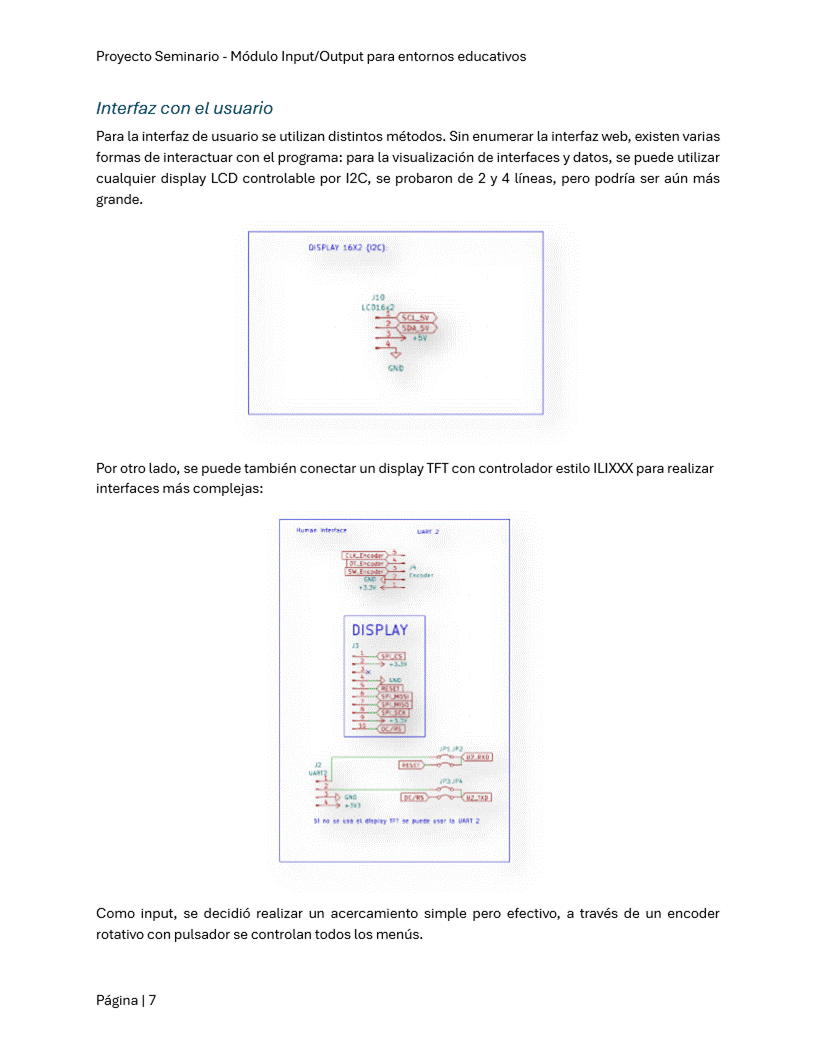 Proyecto Seminario - Módulo Input/Output para entornos educativos
Interfaz con el usuario
Para la interfaz de usuario se utilizan distintos métodos. Sin enumerar la interfaz web, existen varias
formas de interactuar con el programa: para la visualización de interfaces y datos, se puede utilizar
cualquier display LCD controlable por I2C, se probaron de 2 y 4 líneas, pero podría ser aún más
grande.
DISPLAY 16X2 (I2C):
J10
LCD16x2
1 SCL_5V
2 SDA_5V
3 +5V
4
GND
Por otro lado, se puede también conectar un display TFT con controlador estilo ILIXXX para realizar
interfaces más complejas:
Human Interface
UART 2
CLK_Encoder 5
DT_Encoder 4
SW_Encoder 3
GND 2
+3.3V 1
J4
Encoder
DISPLAY
J3
1 SPI_CS
2 +3.3V
3
4 GND
5 RESET
6 SPI_MOSI
7 SPI_MISO
8 SPI_SCK
9 +3.3V
10 DC/RS
JP1 JP2
U2_RXD
RESET
J2
UART2
1
2
3 GND
4 +3V3
JP3 JP4
DC/RS
U2_TXD
Si no se usa el display TFT se puede usar la UART 2
Como input, se decidió realizar un acercamiento simple pero efectivo, a través de un encoder
rotativo con pulsador se controlan todos los menús.
Página | 7